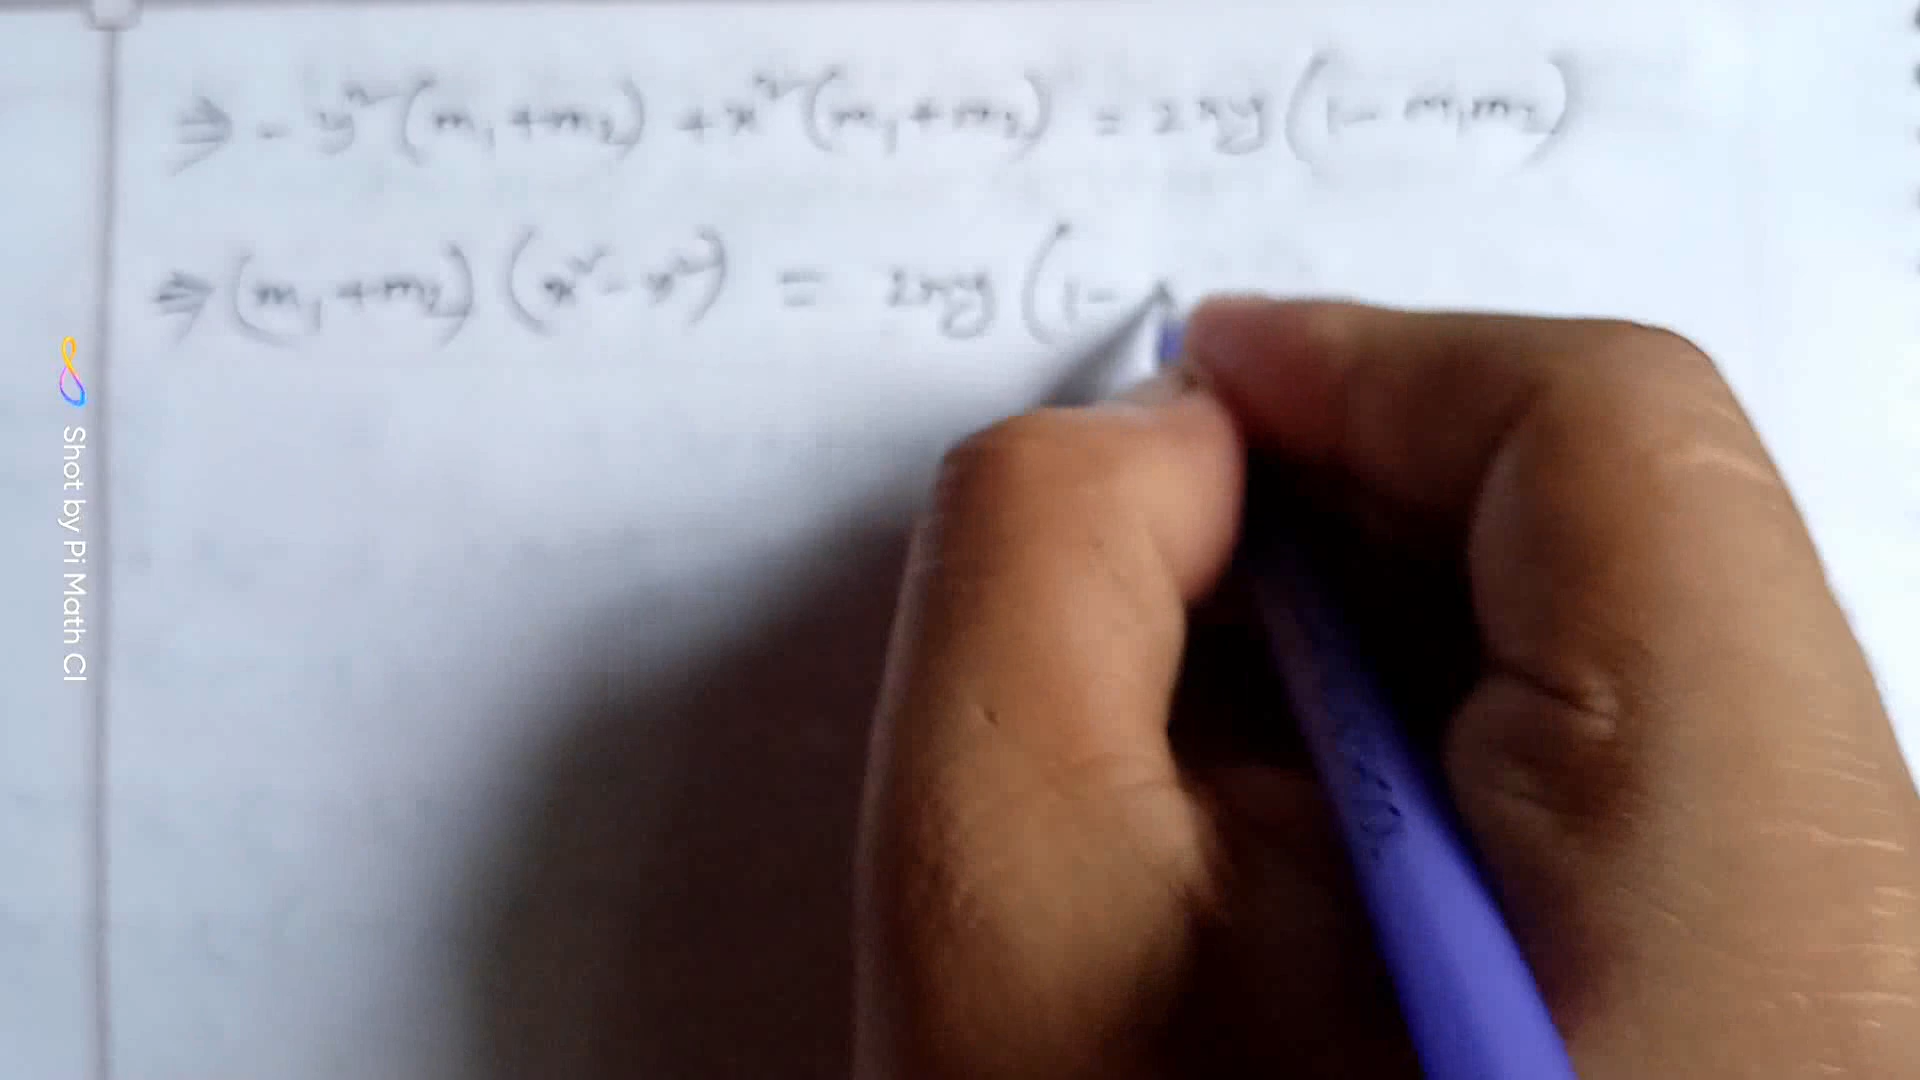 ⇒ - y²(m₁+m₂) + x²(m₁+m₂) = 2xy(1 - m₁m₂)
⇒ (m₁+m₂)(x² - y²) = 2xy(1-
Shot by Pi Math Cl